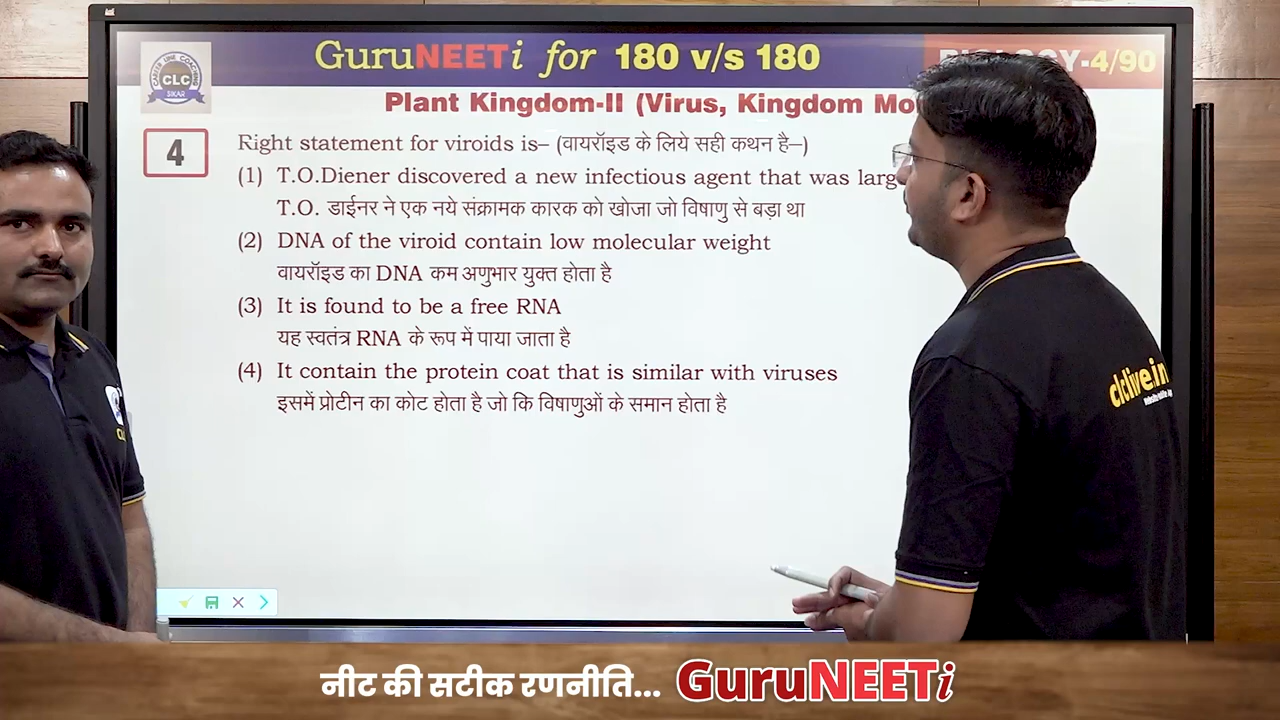 GuruNEETi for 180 v/s 180
BIOLOGY-4/90
CLC
SIKAR
Plant Kingdom-II (Virus, Kingdom
4
Right statement for viroids is– (वायरॉइड के लिये सही कथन है–)
(1) T.O.Diener discovered a new infectious agent that was
T.O. डाईनर ने एक नये संक्रामक कारक को खोजा जो विषाणु से बड़ा था
(2) DNA of the viroid contain low molecular weight
वायरॉइड का DNA कम अणुभार युक्त होता है
(3) It is found to be a free RNA
यह स्वतंत्र RNA के रूप में पाया जाता है
(4) It contain the protein coat that is similar with viruses
इसमें प्रोटीन का कोट होता है जो कि विषाणुओं के समान होता है
clclive.in
नीट की सटीक रणनीति... GuruNEETi